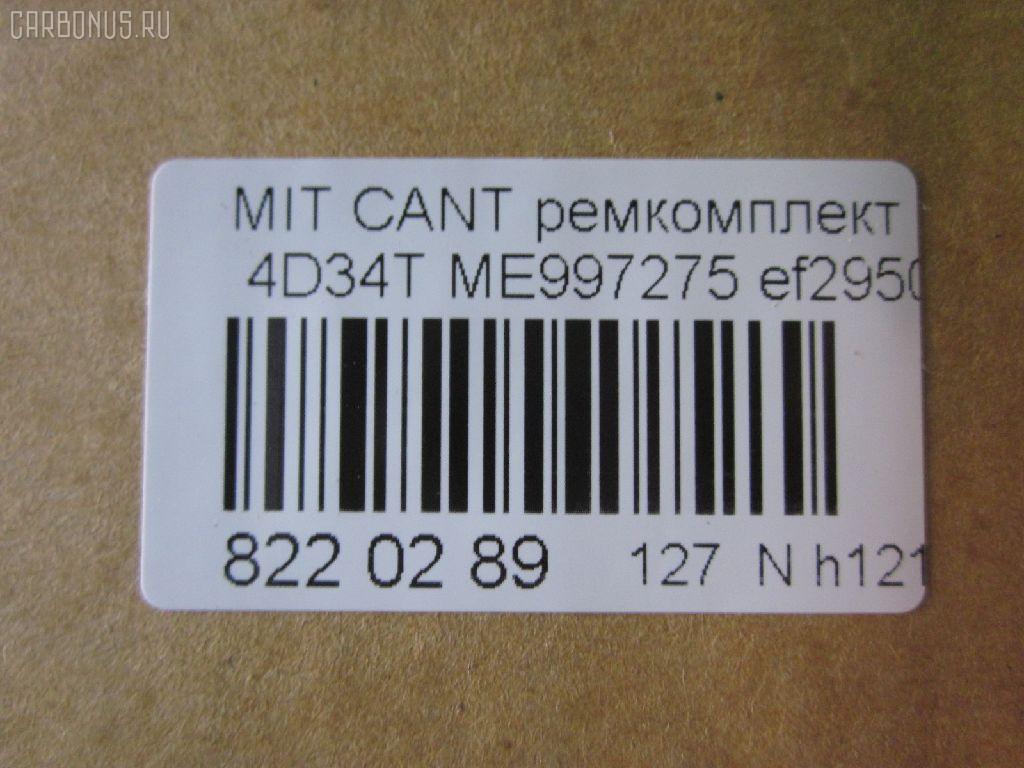 CARBONUS.RU
MIT CANT ремкомплект
4D34T ME997275 ef2950
822 02 89 127 N h121